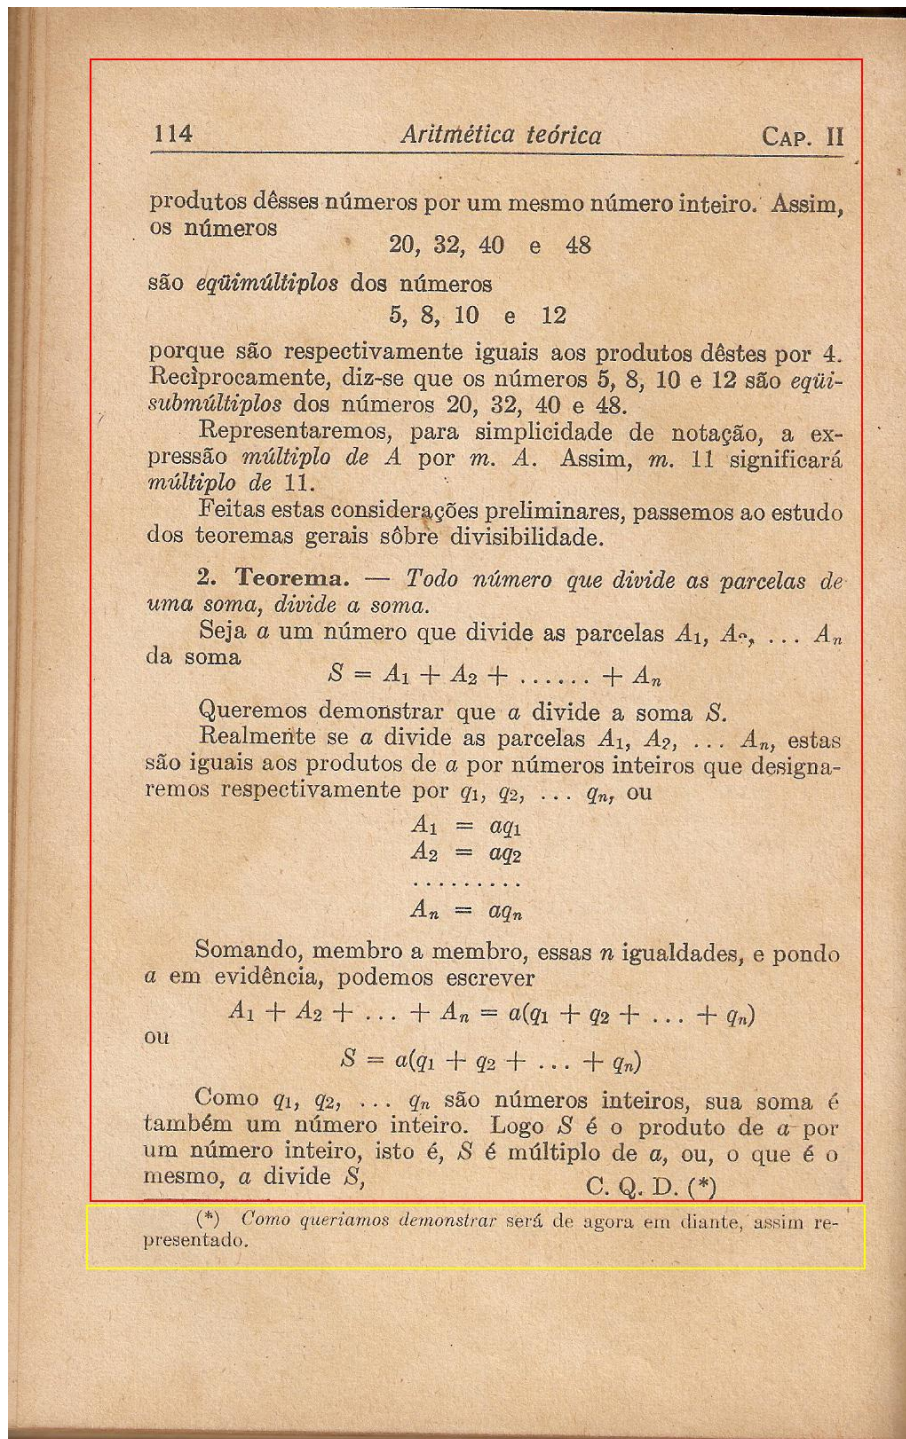 114 Aritmética teórica CAP. II
produtos dêsses números por um mesmo número inteiro. Assim,
os números
20, 32, 40 e 48
são eqüimúltiplos dos números
5, 8, 10 e 12
porque são respectivamente iguais aos produtos dêstes por 4.
Recìprocamente, diz-se que os números 5, 8, 10 e 12 são eqüi-
submúltiplos dos números 20, 32, 40 e 48.
Representaremos, para simplicidade de notação, a ex-
pressão múltiplo de A por m. A. Assim, m. 11 significará
múltiplo de 11.
Feitas estas considerações preliminares, passemos ao estudo
dos teoremas gerais sôbre divisibilidade.
2. Teorema. — Todo número que divide as parcelas de
uma soma, divide a soma.
Seja a um número que divide as parcelas A₁, A₂, ... Aₙ
da soma
S = A₁ + A₂ + ...... + Aₙ
Queremos demonstrar que a divide a soma S.
Realmente se a divide as parcelas A₁, A₂, ... Aₙ, estas
são iguais aos produtos de a por números inteiros que designa-
remos respectivamente por q₁, q₂, ... qₙ, ou
A₁ = aq₁
A₂ = aq₂
.........
Aₙ = aqₙ
Somando, membro a membro, essas n igualdades, e pondo
a em evidência, podemos escrever
A₁ + A₂ + ... + Aₙ = a(q₁ + q₂ + ... + qₙ)
ou
S = a(q₁ + q₂ + ... + qₙ)
Como q₁, q₂, ... qₙ são números inteiros, sua soma é
também um número inteiro. Logo S é o produto de a por
um número inteiro, isto é, S é múltiplo de a, ou, o que é o
mesmo, a divide S,
C. Q. D. (*)
(*) Como queriamos demonstrar será de agora em diante, assim re-
presentado.